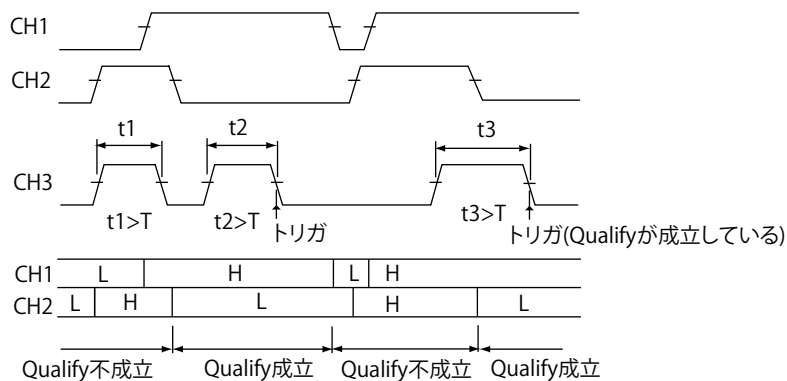 CH1
CH2
t1 t2 t3
CH3
t1>T t2>T t3>T
トリガ トリガ(Qualifyが成立している)
CH1 L H L H
CH2 L H L H L
Qualify不成立 Qualify成立 Qualify不成立 Qualify成立